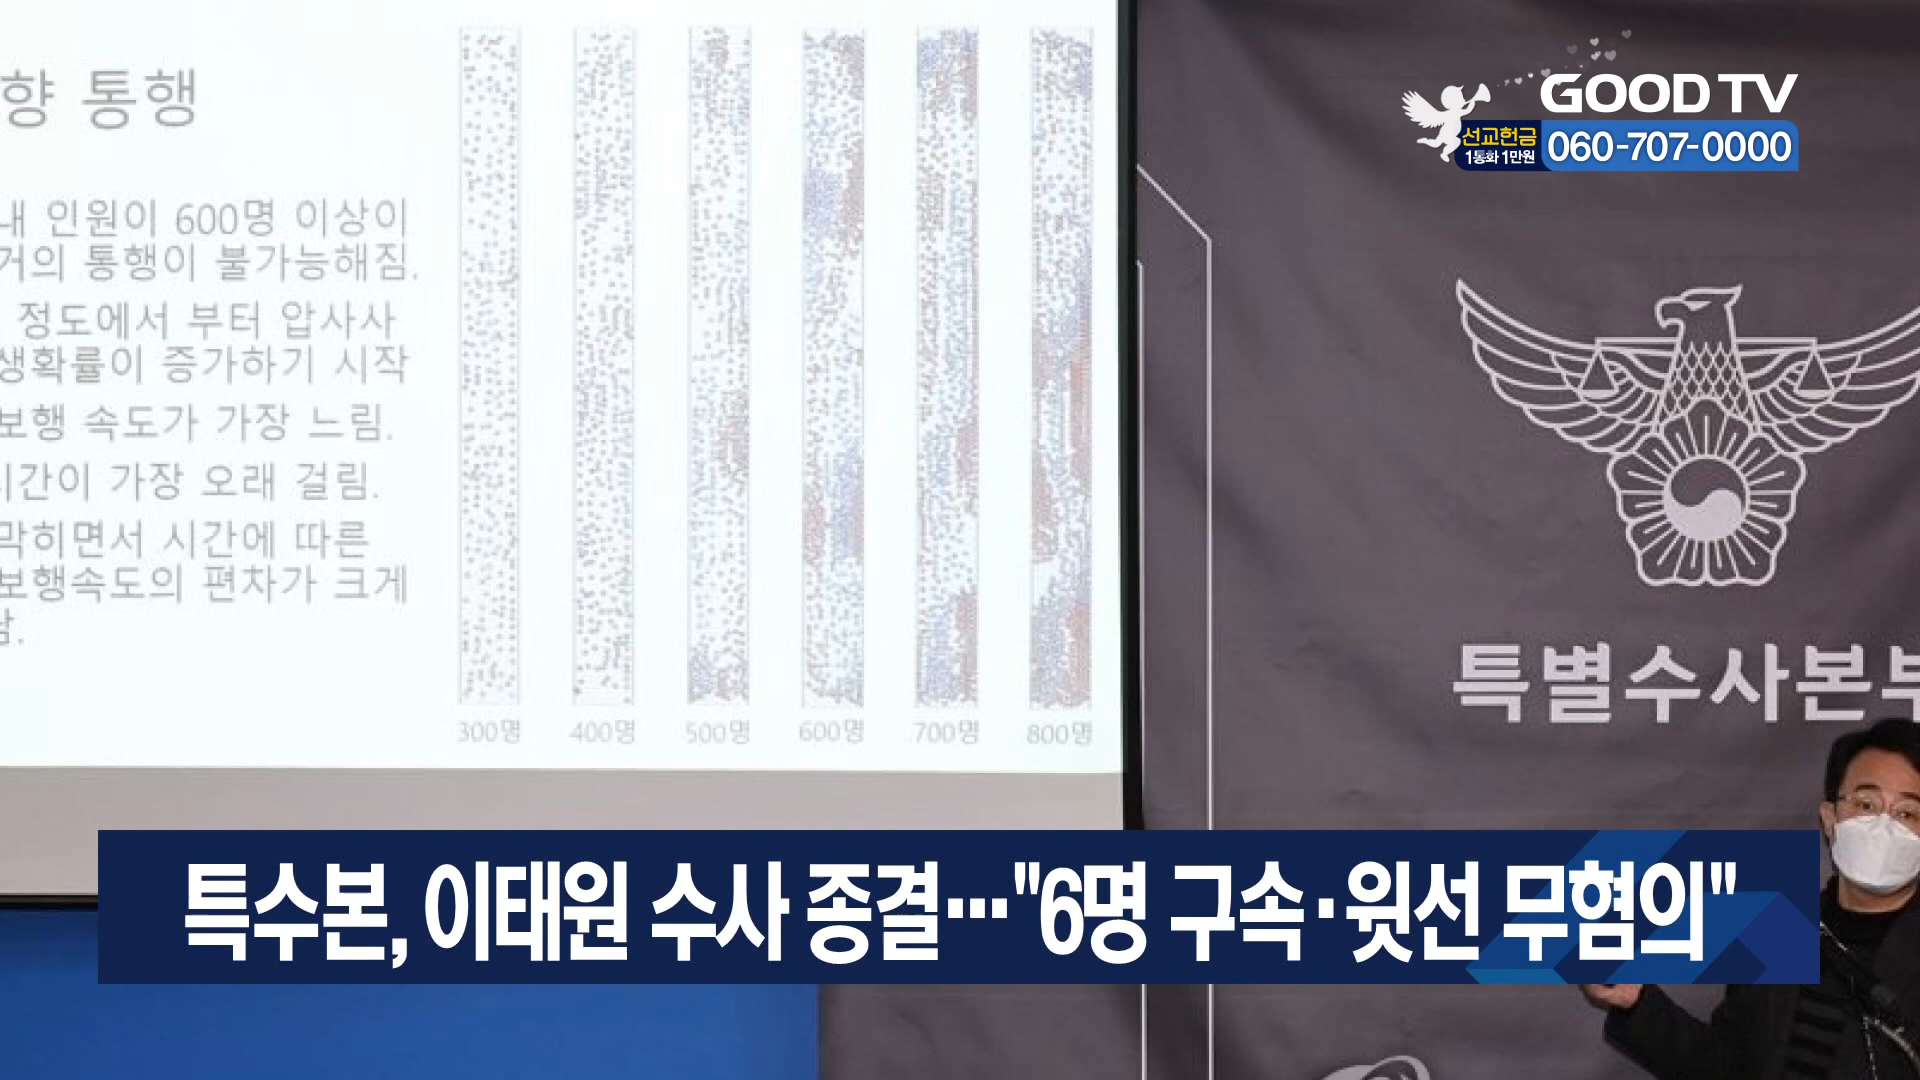 향 통행
내 인원이 600명 이상이
거의 통행이 불가능해짐.
정도에서 부터 압사사
생확률이 증가하기 시작
보행 속도가 가장 느림.
시간이 가장 오래 걸림.
막히면서 시간에 따른
보행속도의 편차가 크게
300명 400명 500명 600명 700명 800명
GOOD TV
선교헌금
1통화 1만원
060-707-0000
특별수사본부
특수본, 이태원 수사 종결…"6명 구속·윗선 무혐의"